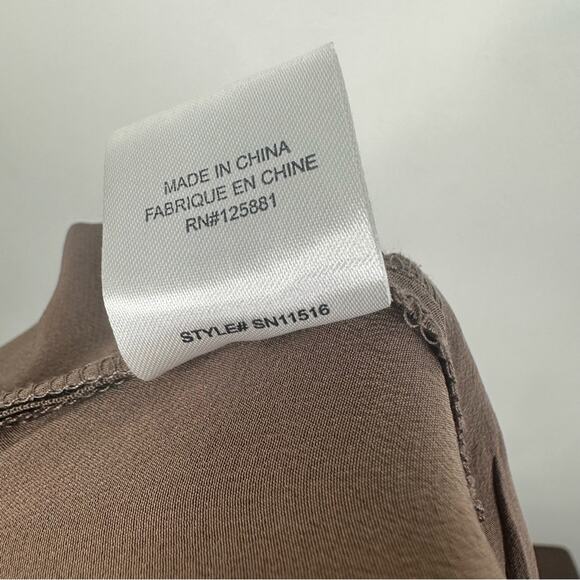 MADE IN CHINA
FABRIQUE EN CHINE
RN#125881
STYLE# SN11516